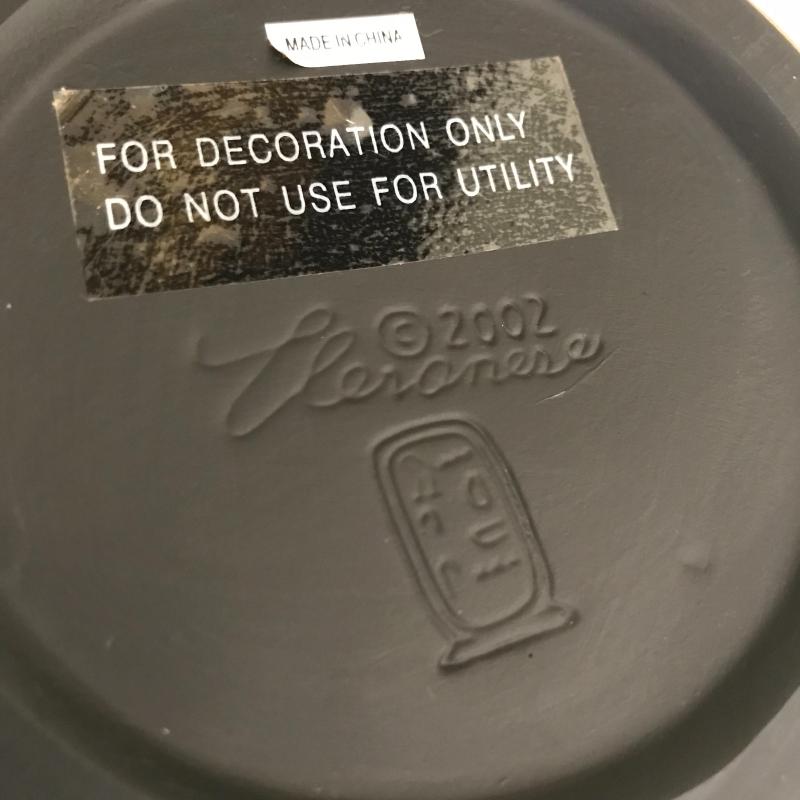 MADE IN CHINA
FOR DECORATION ONLY
DO NOT USE FOR UTILITY
© 2002
Veronese